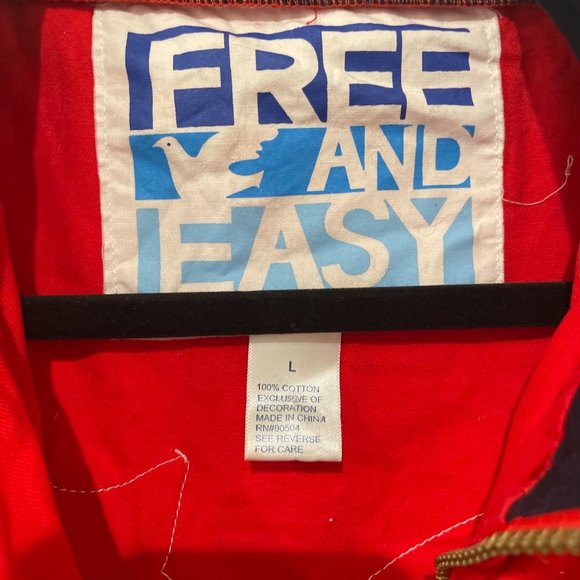 FREE
AND
EASY
L
100% COTTON
EXCLUSIVE OF
DECORATION
MADE IN CHINA
RN#90504
SEE REVERSE
FOR CARE